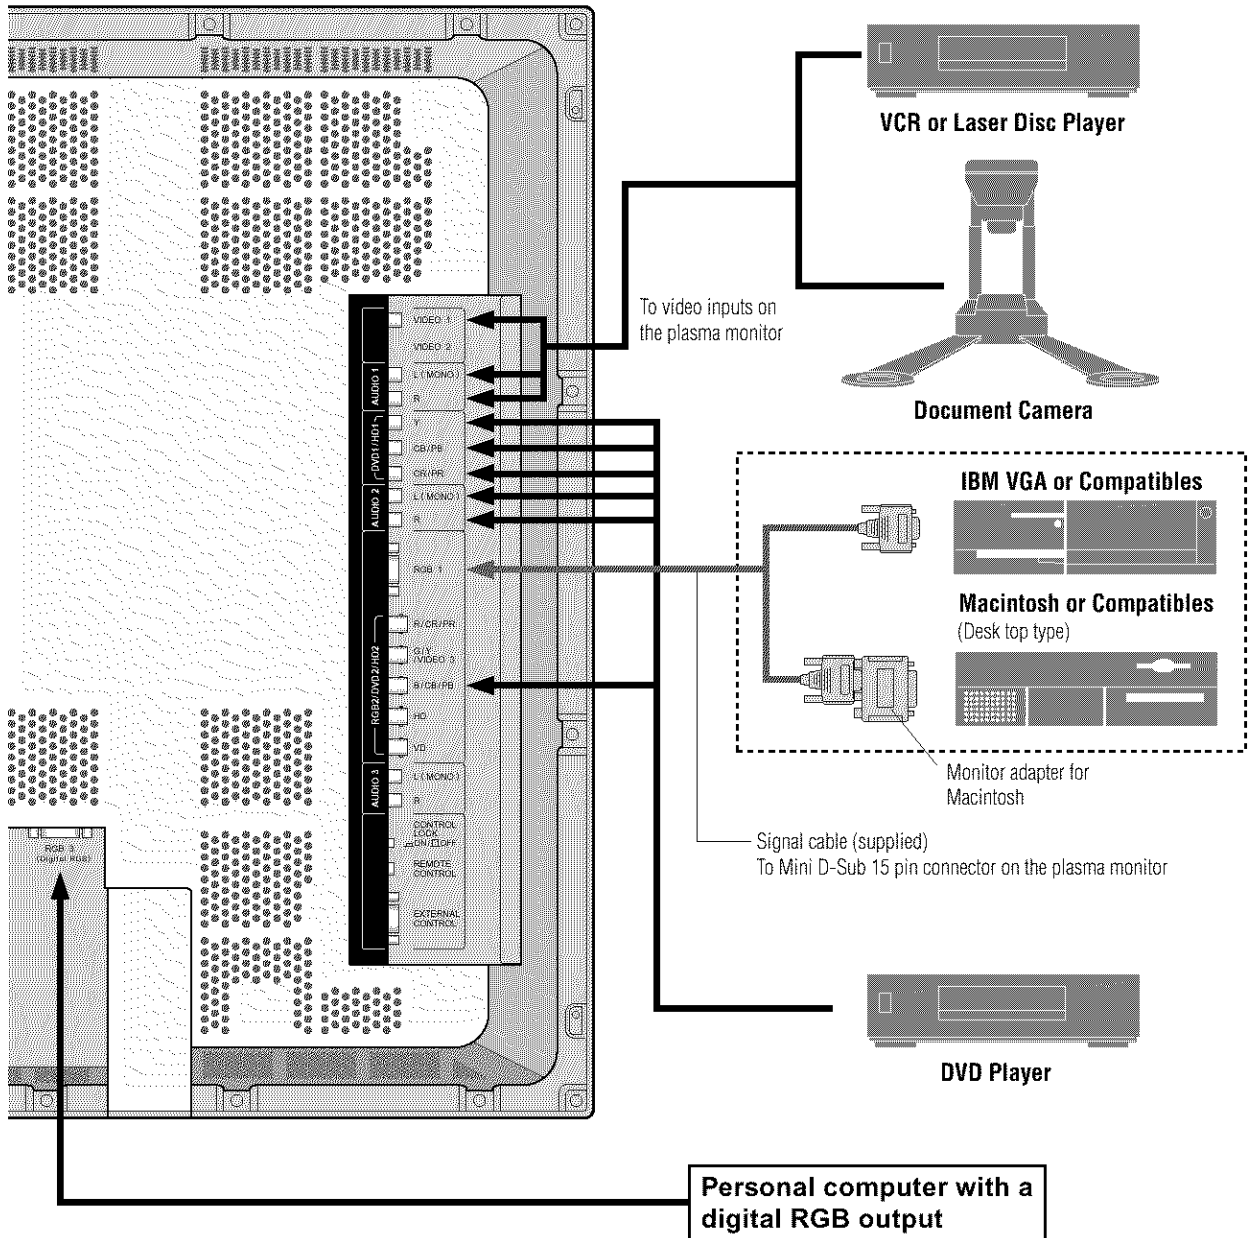 VCR or Laser Disc Player
To video inputs on
the plasma monitor
Document Camera
VIDEO 1
VIDEO 2
AUDIO 1
L ( MONO )
R
DVD1 / HD1
Y
CB / PB
CR / PR
AUDIO 2
L ( MONO )
R
RGB 1
RGB2/DVD2/HD2
R / CR / PR
G / Y
/ VIDEO 3
B / CB / PB
HD
VD
AUDIO 3
L ( MONO )
R
CONTROL
LOCK
ON/ OFF
REMOTE
CONTROL
EXTERNAL
CONTROL
IBM VGA or Compatibles
Macintosh or Compatibles
(Desk top type)
Monitor adapter for
Macintosh
Signal cable (supplied)
To Mini D-Sub 15 pin connector on the plasma monitor
RGB 3
(Digital RGB)
DVD Player
Personal computer with a
digital RGB output